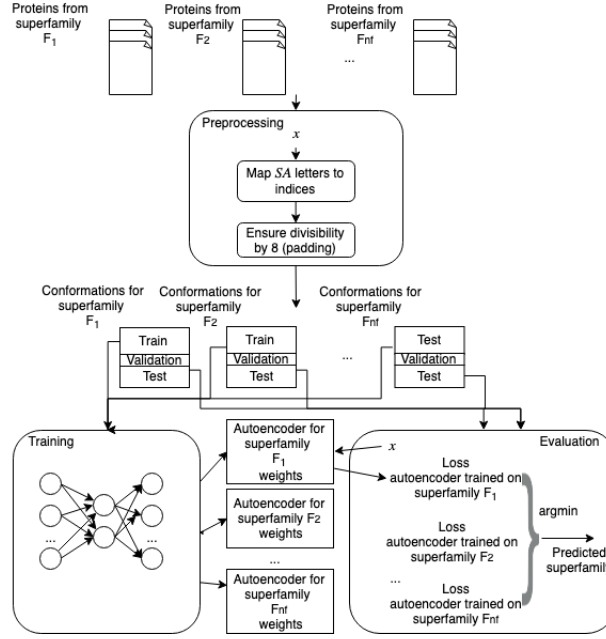 Proteins from
superfamily
F1
Proteins from
superfamily
F2
Proteins from
superfamily
Fnf
...
Preprocessing
x
Map SA letters to
indices
Ensure divisibility
by 8 (padding)
Conformations for
superfamily
F1
Conformations for
superfamily
F2
Conformations for
superfamily
Fnf
Train
Validation
Test
Train
Validation
Test
...
Test
Validation
Test
Training
...
...
Autoencoder for
superfamily
F1
weights
Autoencoder for
superfamily F2
weights
...
Autoencoder for
superfamily
Fnf
weights
x
Evaluation
Loss
autoencoder trained on
superfamily F1
Loss
autoencoder trained on
superfamily F2
...
Loss
autoencoder trained on
superfamily Fnf
argmin
Predicted
superfamily